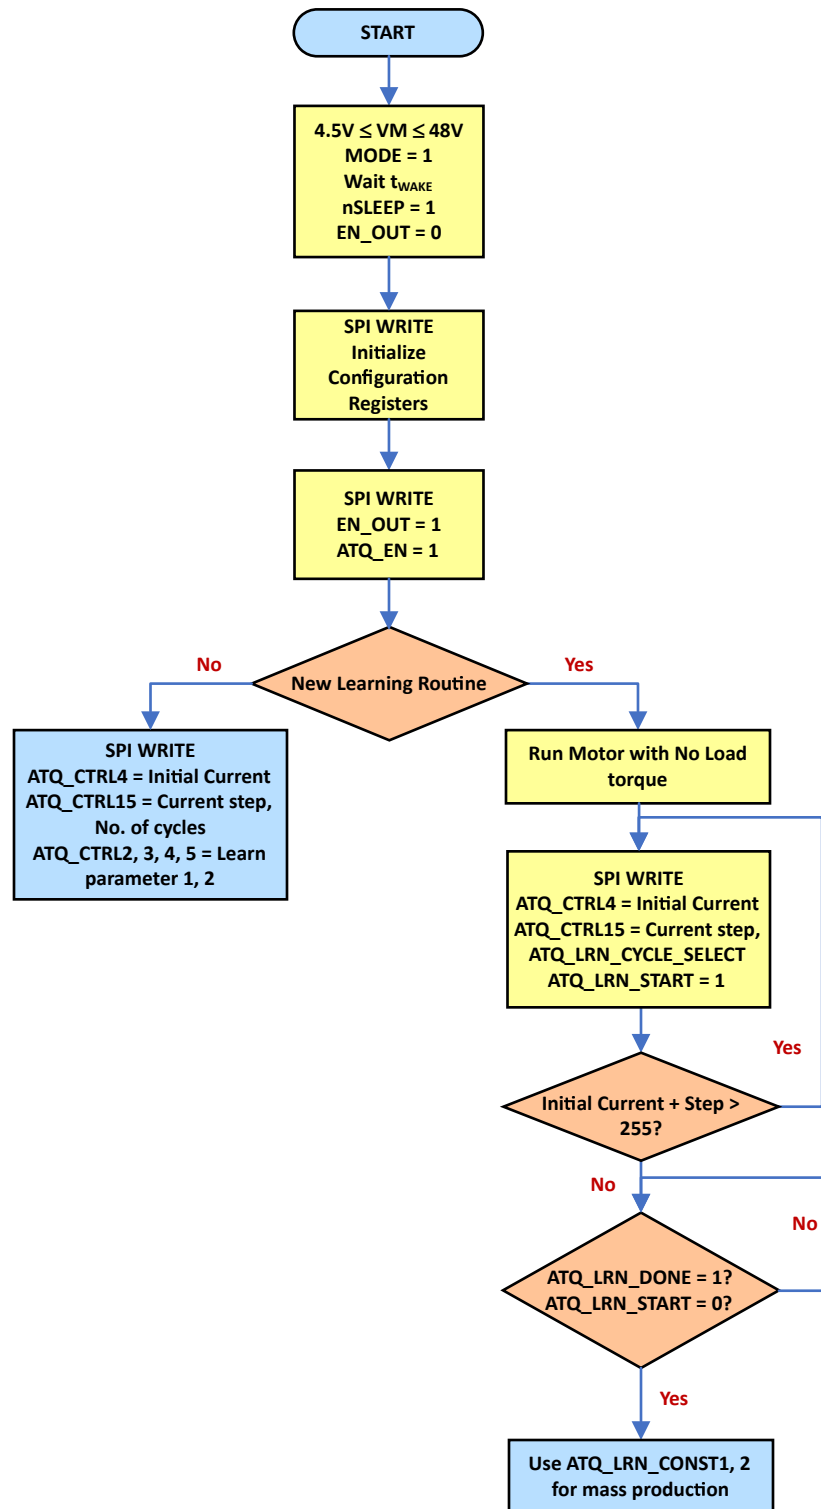 START
4.5V ≤ VM ≤ 48V
MODE = 1
Wait tWAKE
nSLEEP = 1
EN_OUT = 0
SPI WRITE
Initialize
Configuration
Registers
SPI WRITE
EN_OUT = 1
ATQ_EN = 1
No
Yes
New Learning Routine
SPI WRITE
ATQ_CTRL4 = Initial Current
ATQ_CTRL15 = Current step,
No. of cycles
ATQ_CTRL2, 3, 4, 5 = Learn
parameter 1, 2
Run Motor with No Load
torque
SPI WRITE
ATQ_CTRL4 = Initial Current
ATQ_CTRL15 = Current step,
ATQ_LRN_CYCLE_SELECT
ATQ_LRN_START = 1
Yes
Initial Current + Step >
255?
No
No
ATQ_LRN_DONE = 1?
ATQ_LRN_START = 0?
Yes
Use ATQ_LRN_CONST1, 2
for mass production